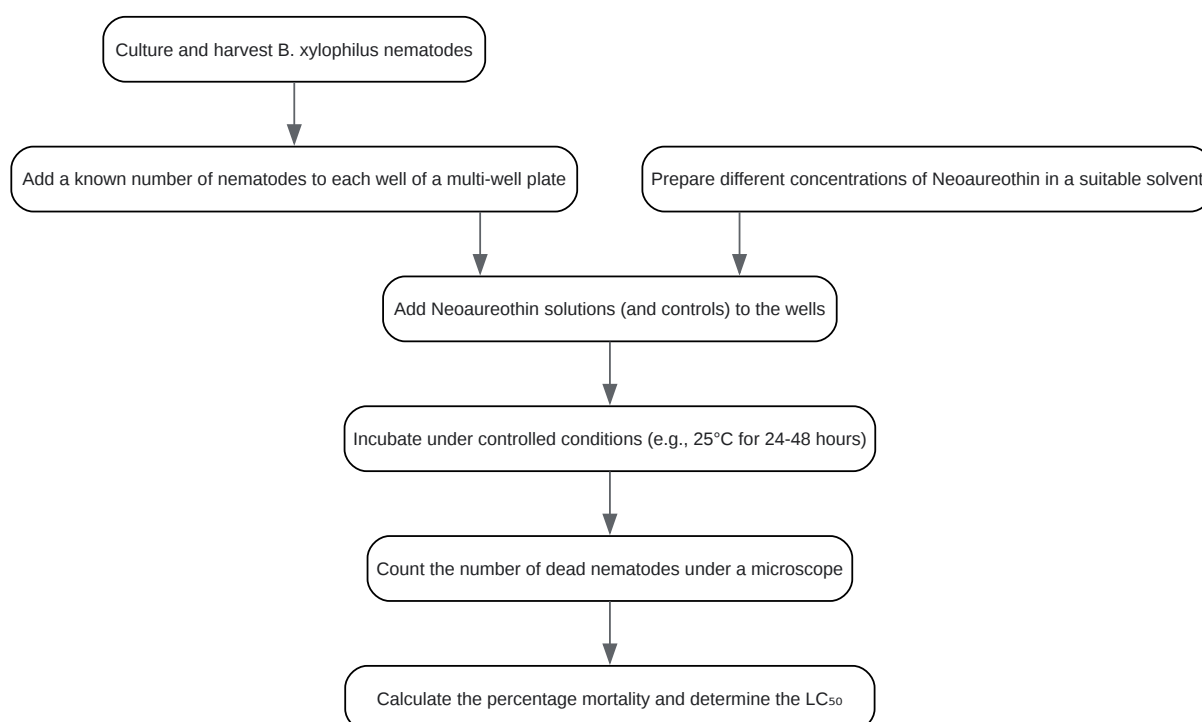 Culture and harvest B. xylophilus nematodes
Add a known number of nematodes to each well of a multi-well plate
Prepare different concentrations of Neoaureothin in a suitable solvent
Add Neoaureothin solutions (and controls) to the wells
Incubate under controlled conditions (e.g., 25°C for 24-48 hours)
Count the number of dead nematodes under a microscope
Calculate the percentage mortality and determine the LC₅₀